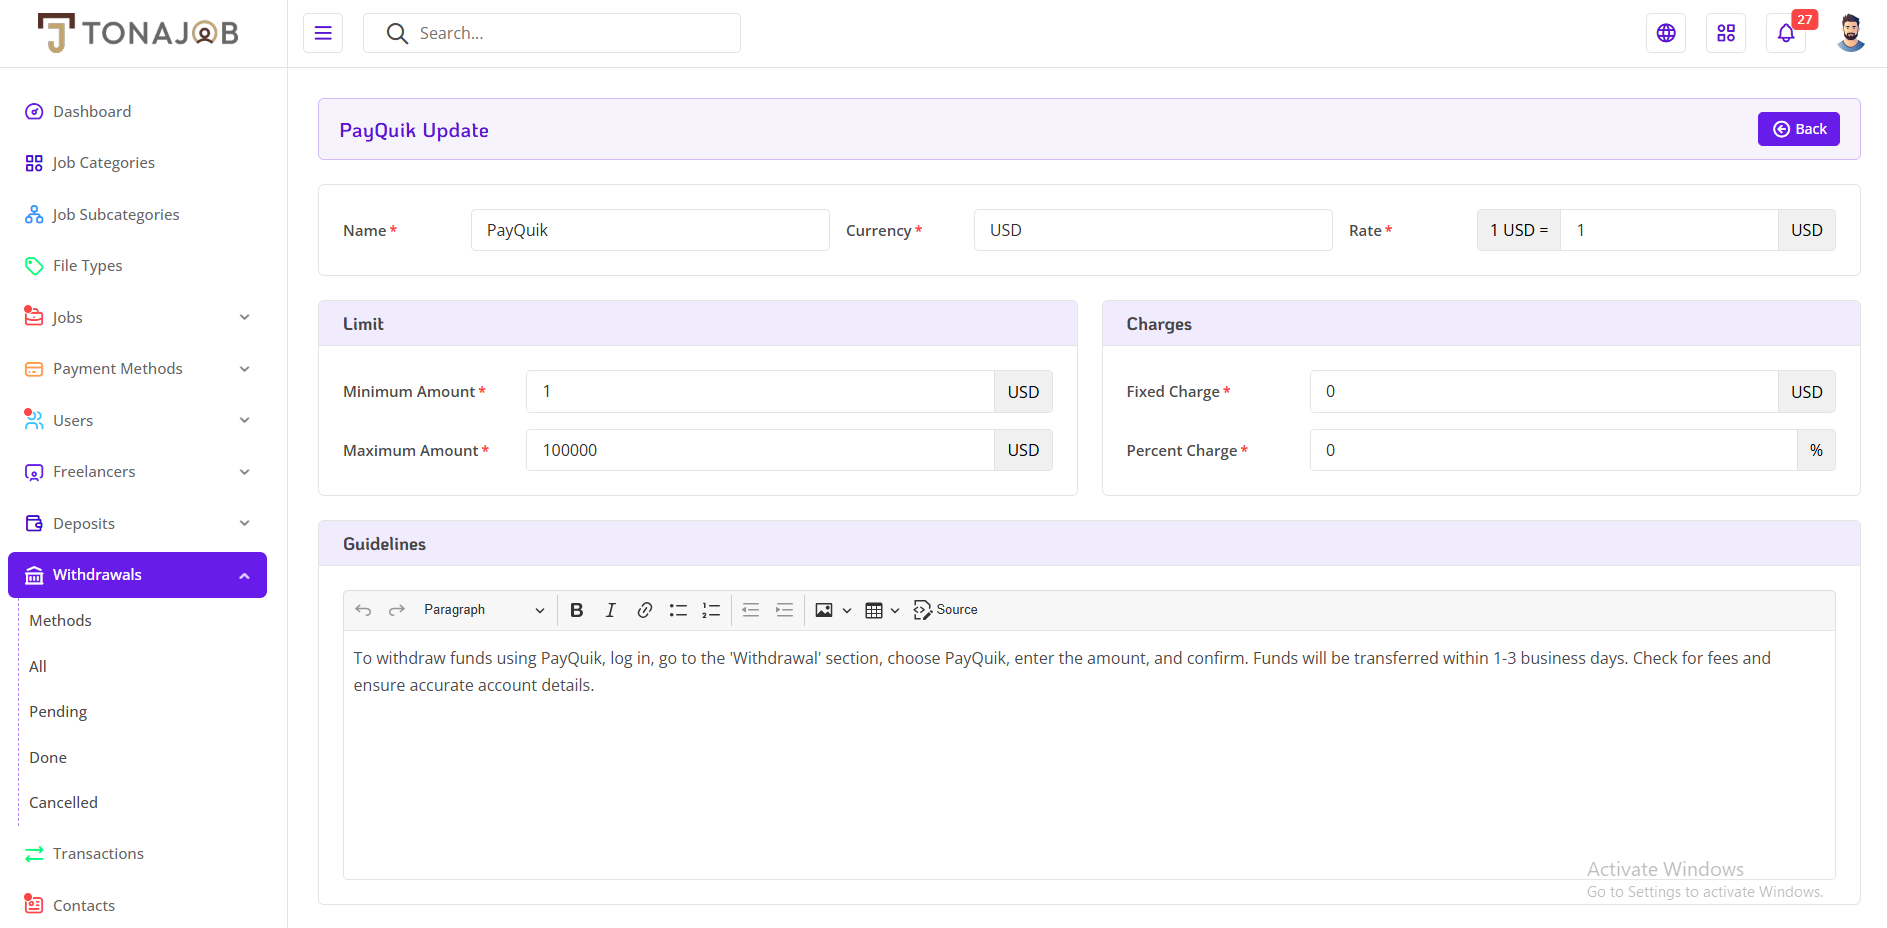 TONAJOB
Search...
27
Dashboard
Job Categories
Job Subcategories
File Types
Jobs
Payment Methods
Users
Freelancers
Deposits
Withdrawals
Methods
All
Pending
Done
Cancelled
Transactions
Contacts
PayQuik Update
Back
Name *
PayQuik
Currency *
USD
Rate *
1 USD =
1
USD
Limit
Minimum Amount *
1
USD
Maximum Amount *
100000
USD
Charges
Fixed Charge *
0
USD
Percent Charge *
0
%
Guidelines
Paragraph
Source
To withdraw funds using PayQuik, log in, go to the 'Withdrawal' section, choose PayQuik, enter the amount, and confirm. Funds will be transferred within 1-3 business days. Check for fees and
ensure accurate account details.
Activate Windows
Go to Settings to activate Windows.